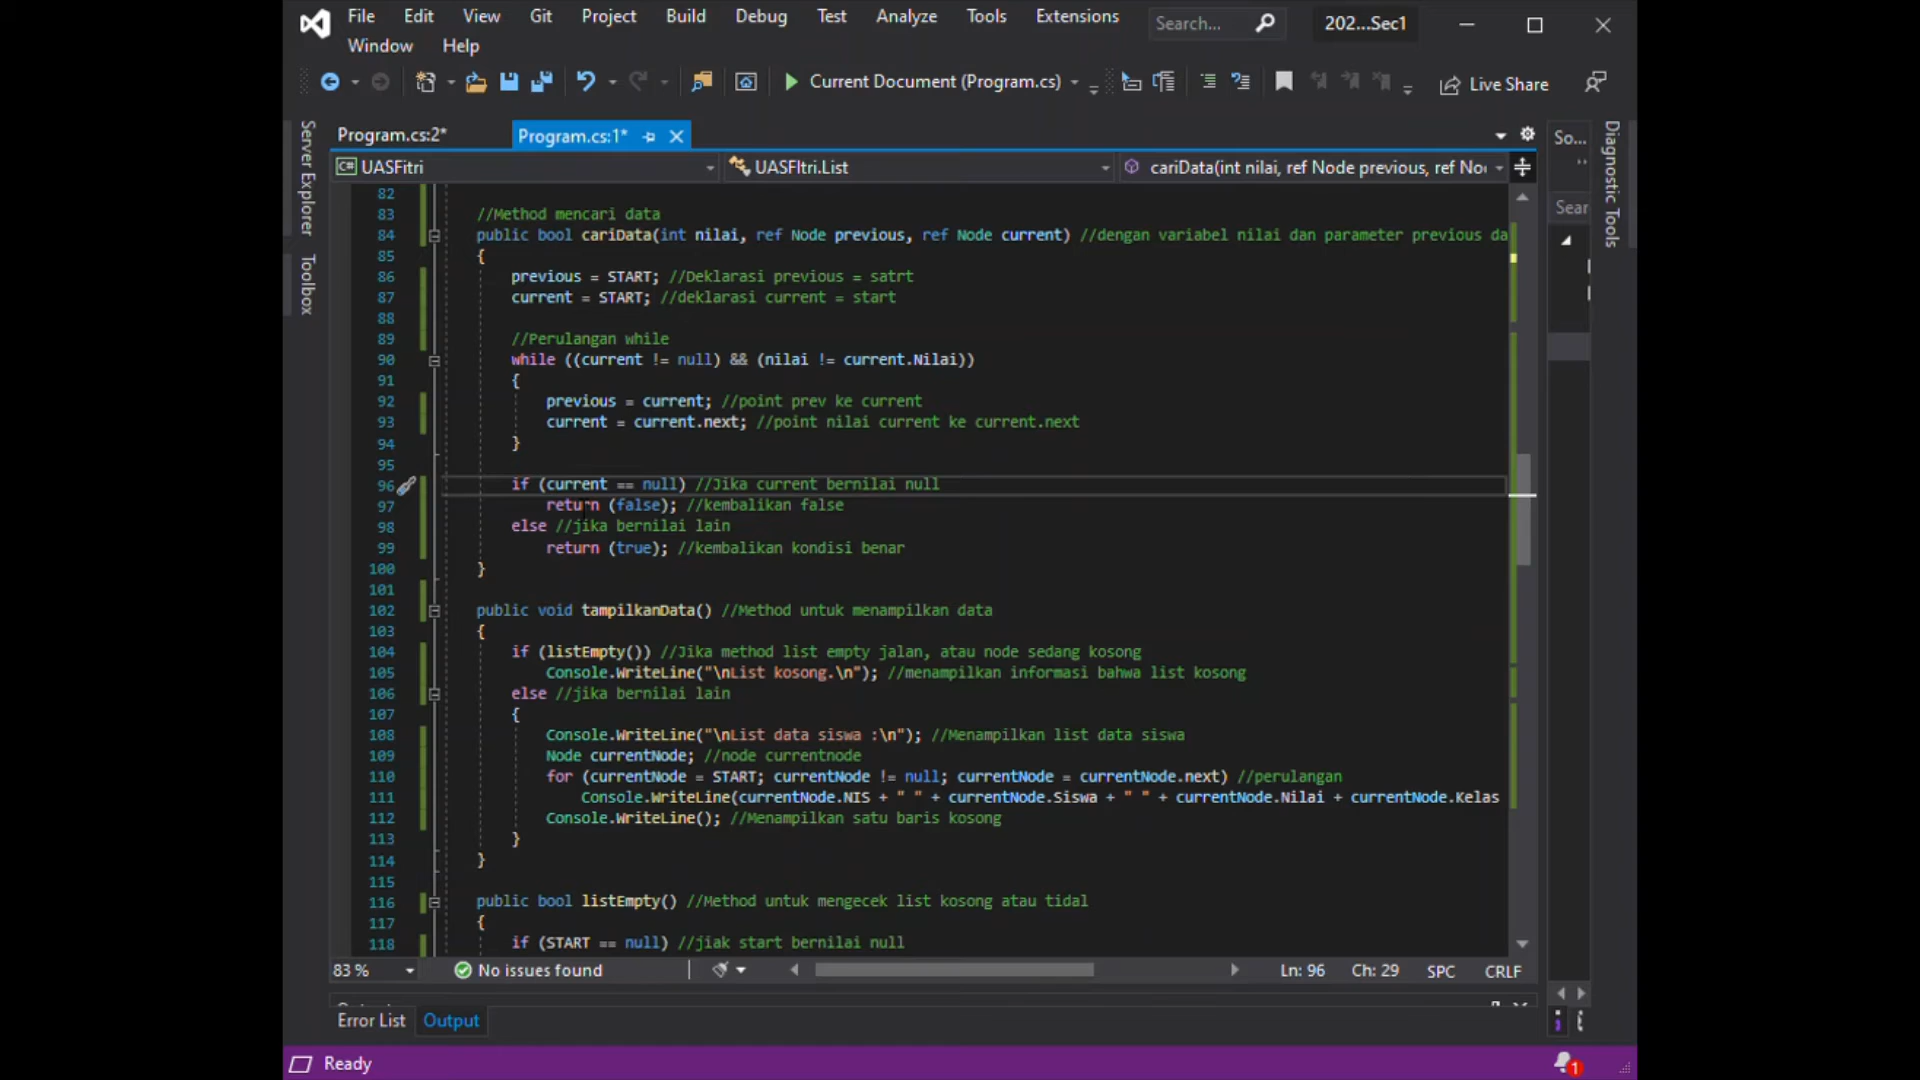 File Edit View Git Project Build Debug Test Analyze Tools Extensions Search... 202...Sec1
Window Help
Current Document (Program.cs) Live Share
Server Explorer
Toolbox
Program.cs:2* Program.cs:1*
UASFitri UASFItri.List cariData(int nilai, ref Node previous, ref No
82
83 //Method mencari data
84 public bool cariData(int nilai, ref Node previous, ref Node current) //dengan variabel nilai dan parameter previous da
85 {
86 previous = START; //Deklarasi previous = satrt
87 current = START; //deklarasi current = start
88
89 //Perulangan while
90 while ((current != null) && (nilai != current.Nilai))
91 {
92 previous = current; //point prev ke current
93 current = current.next; //point nilai current ke current.next
94 }
95
96 if (current == null) //Jika current bernilai null
97 return (false); //kembalikan false
98 else //jika bernilai lain
99 return (true); //kembalikan kondisi benar
100 }
101
102 public void tampilkanData() //Method untuk menampilkan data
103 {
104 if (listEmpty()) //Jika method list empty jalan, atau node sedang kosong
105 Console.WriteLine("\nList kosong.\n"); //menampilkan informasi bahwa list kosong
106 else //jika bernilai lain
107 {
108 Console.WriteLine("\nList data siswa :\n"); //Menampilkan list data siswa
109 Node currentNode; //node currentnode
110 for (currentNode = START; currentNode != null; currentNode = currentNode.next) //perulangan
111 Console.WriteLine(currentNode.NIS + " " + currentNode.Siswa + " " + currentNode.Nilai + currentNode.Kelas
112 Console.WriteLine(); //Menampilkan satu baris kosong
113 }
114 }
115
116 public bool listEmpty() //Method untuk mengecek list kosong atau tidal
117 {
118 if (START == null) //jiak start bernilai null
83 % No issues found Ln: 96 Ch: 29 SPC CRLF
Error List Output
Ready
1
So...
Sear
Diagnostic Tools